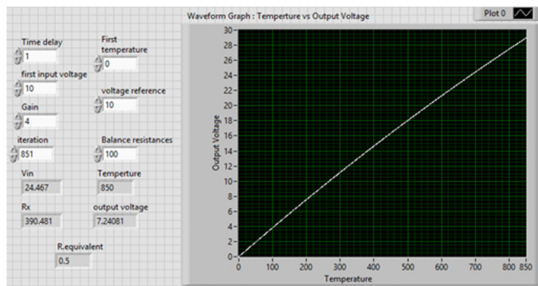 Waveform Graph : Temperture vs Output Voltage
Plot 0
Time delay
1
First
temperature
0
first input voltage
10
voltage reference
10
Gain
4
iteration
851
Balance resistances
100
Vin
24.467
Temperture
850
Rx
390.481
output voltage
7.24081
R.equivalent
0.5
Output Voltage
30
28
26
24
22
20
18
16
14
12
10
8
6
4
2
0
0 100 200 300 400 500 600 700 800 850
Temperature